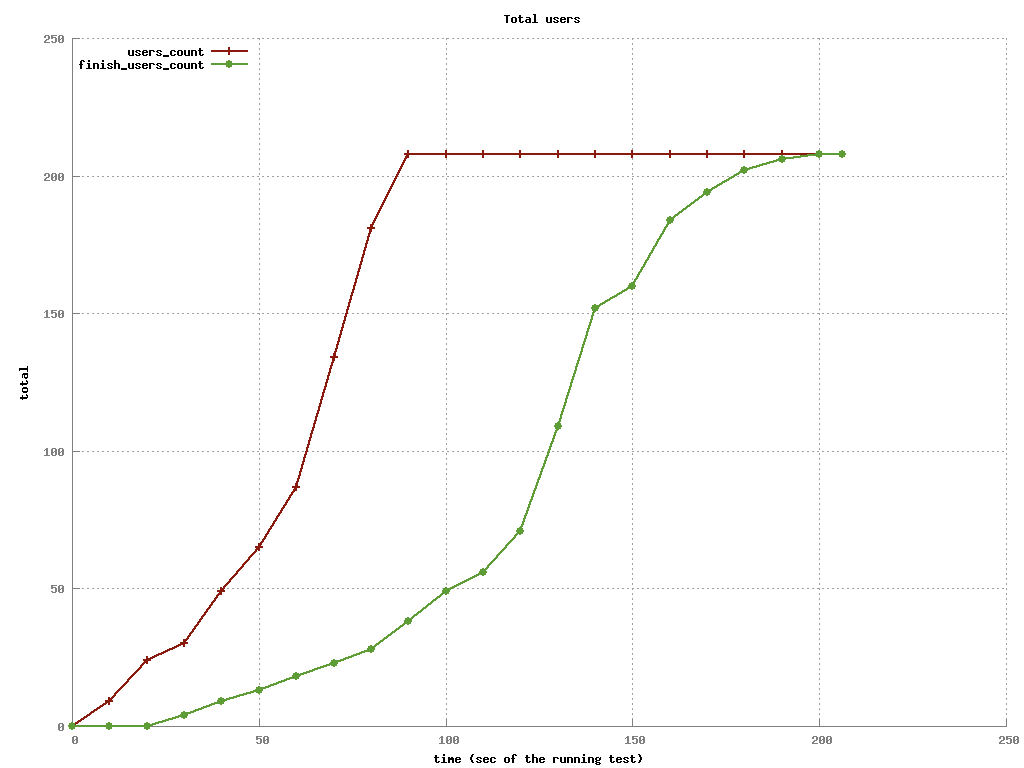 Total users
250
users_count
finish_users_count
200
150
total
100
50
0
0 50 100 150 200 250
time (sec of the running test)